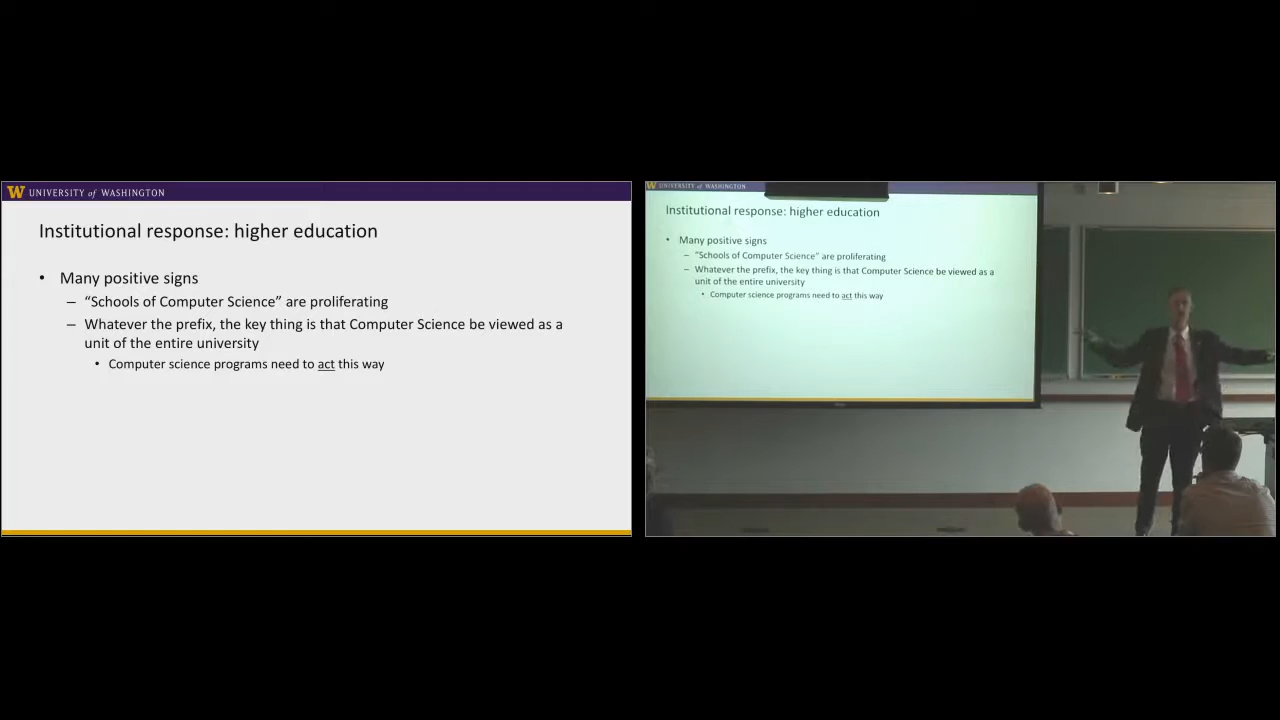 W UNIVERSITY of WASHINGTON
Institutional response: higher education
• Many positive signs
– “Schools of Computer Science” are proliferating
– Whatever the prefix, the key thing is that Computer Science be viewed as a
unit of the entire university
• Computer science programs need to act this way
W UNIVERSITY of WASHINGTON
Institutional response: higher education
• Many positive signs
– “Schools of Computer Science” are proliferating
– Whatever the prefix, the key thing is that Computer Science be viewed as a
unit of the entire university
• Computer science programs need to act this way